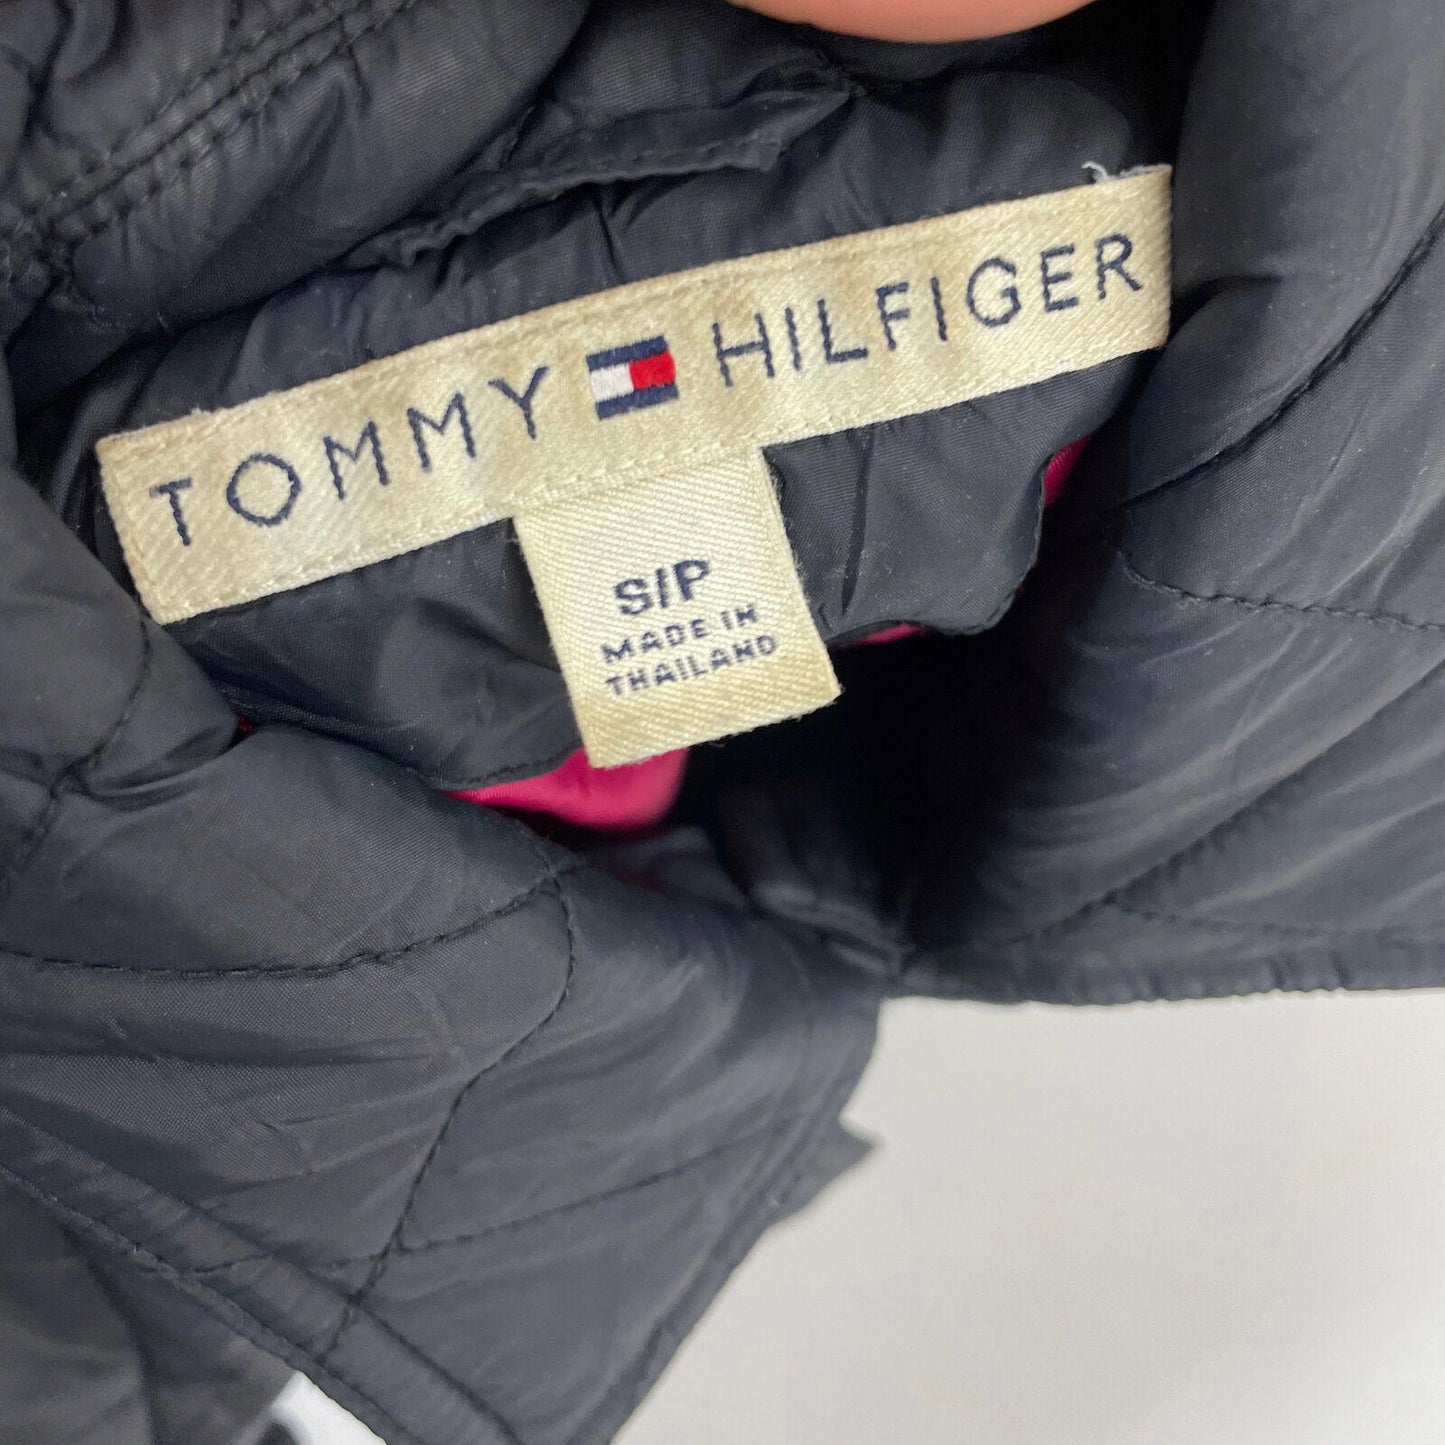 TOMMY HILFIGER
S/P
MADE IN
THAILAND